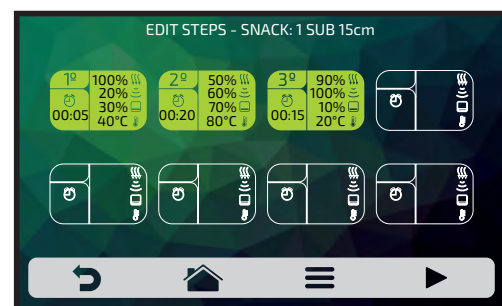 EDIT STEPS - SNACK: 1 SUB 15cm
1º 100%
20%
30%
00:05 40°C
2º 50%
60%
70%
00:20 80°C
3º 90%
100%
10%
00:15 20°C